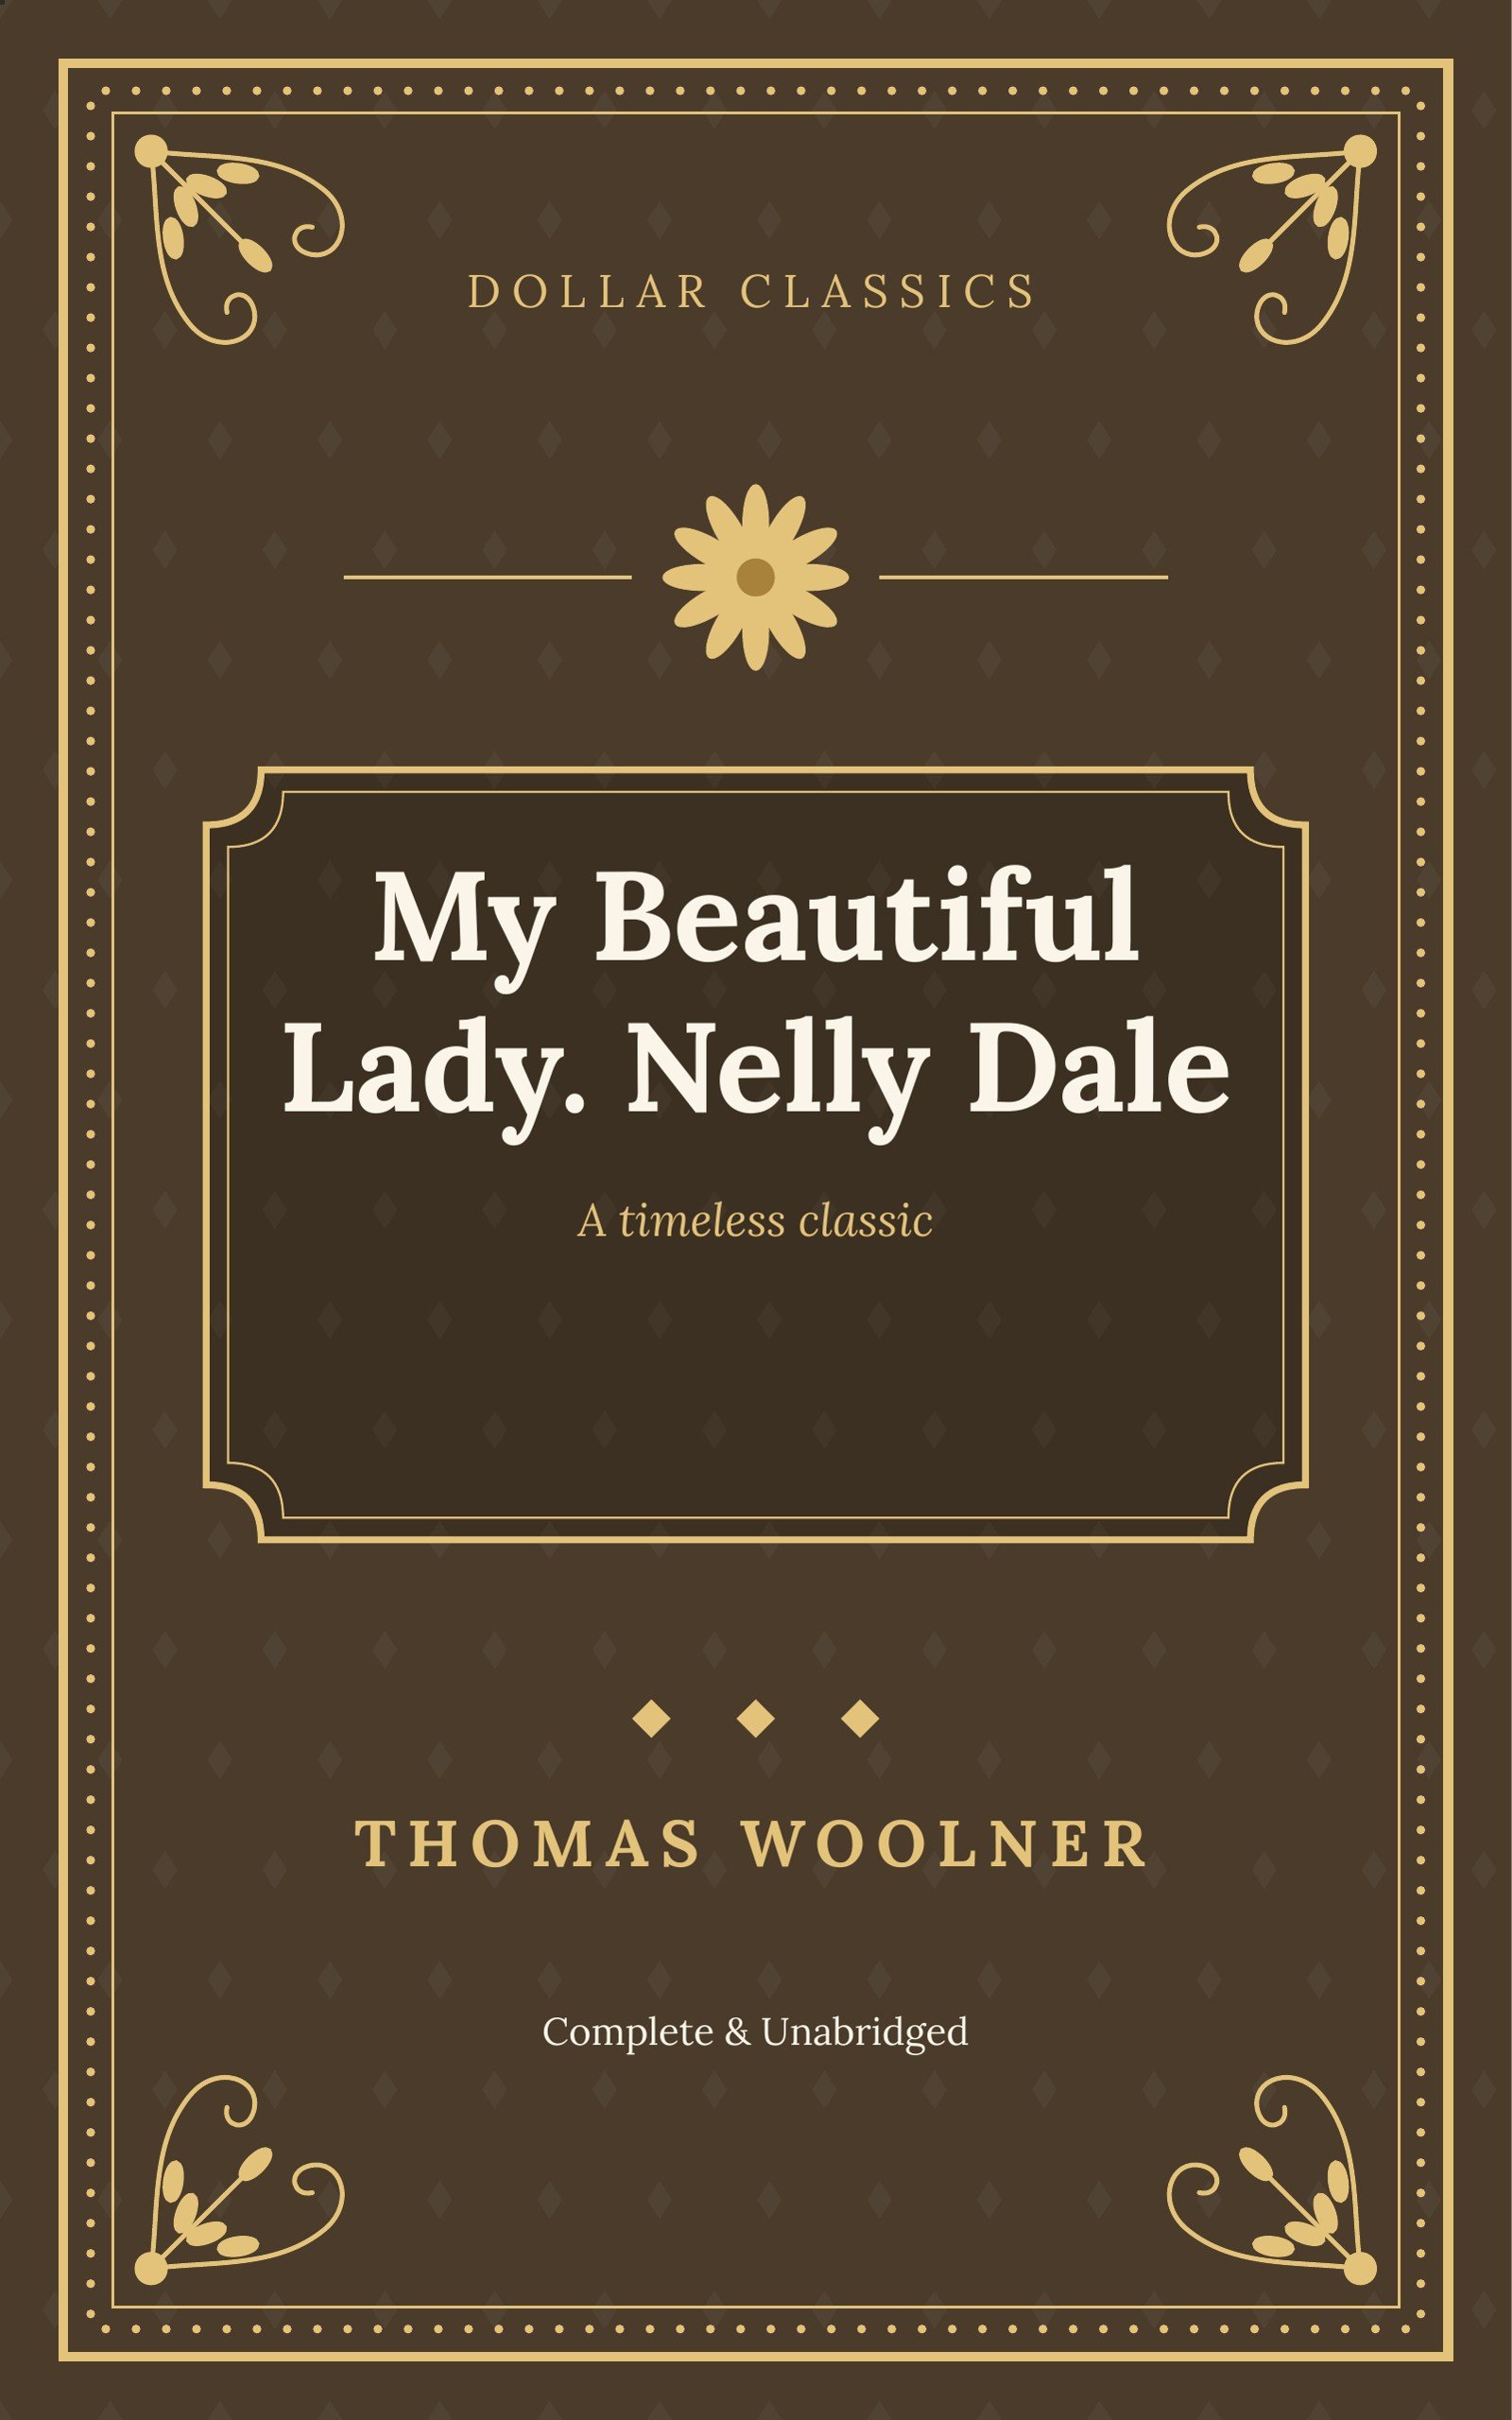 DOLLAR CLASSICS
My Beautiful
Lady. Nelly Dale
A timeless classic
THOMAS WOOLNER
Complete & Unabridged